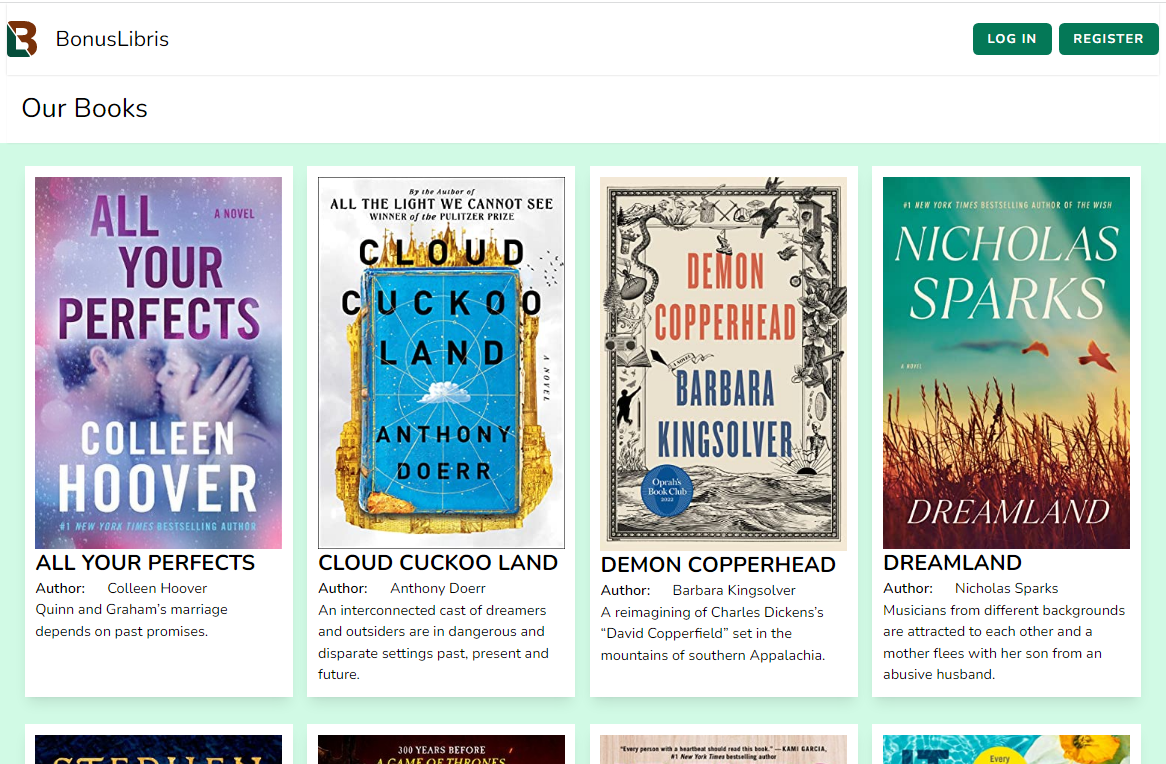 BonusLibris
LOG IN
REGISTER
Our Books
ALL
A NOVEL
YOUR
PERFECTS
COLLEEN
HOOVER
#1 NEW YORK TIMES BESTSELLING AUTHOR
ALL YOUR PERFECTS
Author: Colleen Hoover
Quinn and Graham’s marriage
depends on past promises.
By the Author of
ALL THE LIGHT WE CANNOT SEE
WINNER of the PULITZER PRIZE
CLOUD
CUCKOO
LAND
A NOVEL
ANTHONY
DOERR
CLOUD CUCKOO LAND
Author: Anthony Doerr
An interconnected cast of dreamers
and outsiders are in dangerous and
disparate settings past, present and
future.
DEMON
COPPERHEAD
A NOVEL
BARBARA
KINGSOLVER
Oprah's
Book Club
2022
DEMON COPPERHEAD
Author: Barbara Kingsolver
A reimagining of Charles Dickens’s
“David Copperfield” set in the
mountains of southern Appalachia.
#1 NEW YORK TIMES BESTSELLING AUTHOR OF THE WISH
NICHOLAS
SPARKS
A NOVEL
DREAMLAND
DREAMLAND
Author: Nicholas Sparks
Musicians from different backgrounds
are attracted to each other and a
mother flees with her son from an
abusive husband.
STEPHEN
300 YEARS BEFORE
A GAME OF THRONES
"Every person with a heartbeat should read this book." — KAMI GARCIA,
#1 New York Times bestselling author
IT
Every